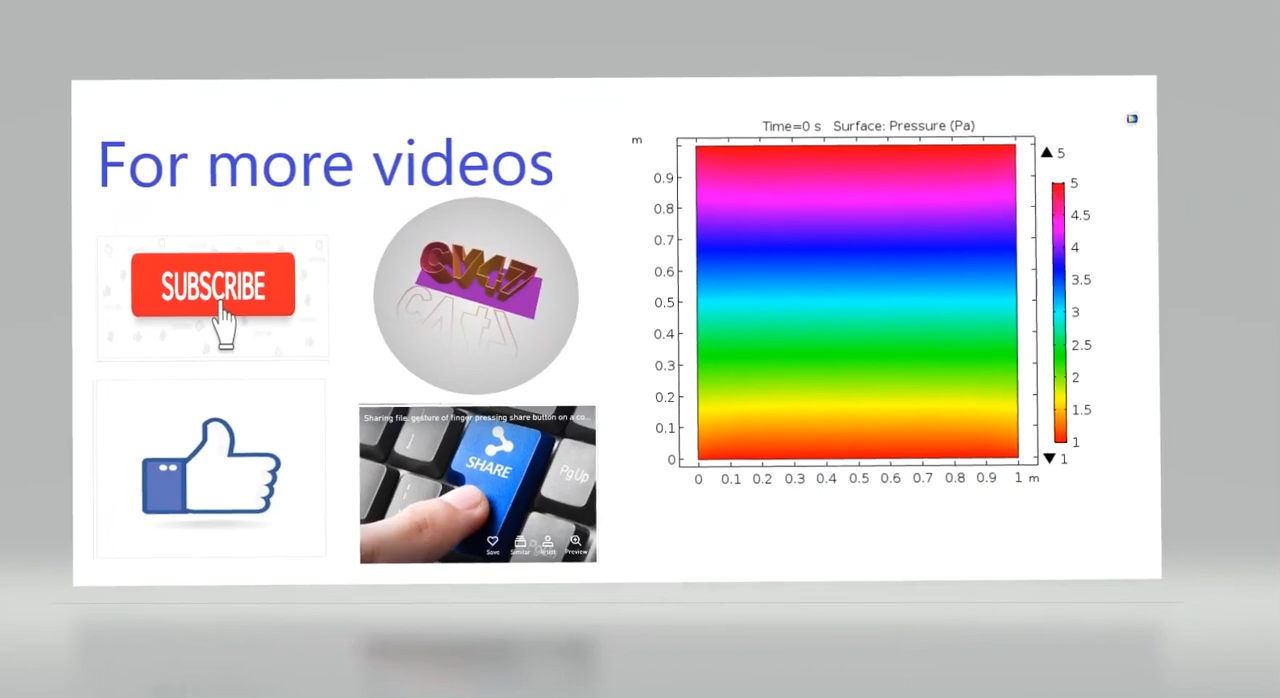 For more videos
SUBSCRIBE
CV47
Sharing file, gesture of finger pressing share button on a co...
SHARE
PgUp
Save Similar Preview
Time=0 s Surface: Pressure (Pa)
m
0.9
0.8
0.7
0.6
0.5
0.4
0.3
0.2
0.1
0
0 0.1 0.2 0.3 0.4 0.5 0.6 0.7 0.8 0.9 1 m
▲ 5
5
4.5
4
3.5
3
2.5
2
1.5
1
▼ 1